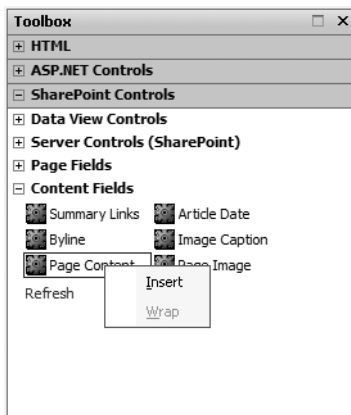 Toolbox
HTML
ASP.NET Controls
SharePoint Controls
Data View Controls
Server Controls (SharePoint)
Page Fields
Content Fields
Summary Links Article Date
Byline Image Caption
Page Content Page Image
Refresh Insert
Wrap